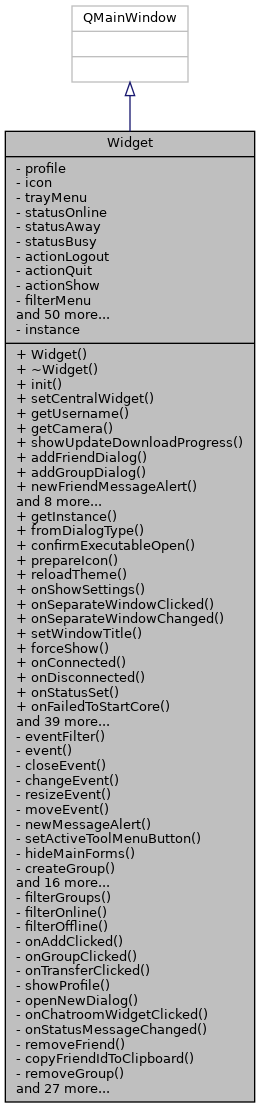 QMainWindow
Widget
- profile
- icon
- trayMenu
- statusOnline
- statusAway
- statusBusy
- actionLogout
- actionQuit
- actionShow
- filterMenu
and 50 more...
- instance
+ Widget()
+ ~Widget()
+ init()
+ setCentralWidget()
+ getUsername()
+ getCamera()
+ showUpdateDownloadProgress()
+ addFriendDialog()
+ addGroupDialog()
+ newFriendMessageAlert()
and 8 more...
+ getInstance()
+ fromDialogType()
+ confirmExecutableOpen()
+ prepareIcon()
+ reloadTheme()
+ onShowSettings()
+ onSeparateWindowClicked()
+ onSeparateWindowChanged()
+ setWindowTitle()
+ forceShow()
+ onConnected()
+ onDisconnected()
+ onStatusSet()
+ onFailedToStartCore()
and 39 more...
- eventFilter()
- event()
- closeEvent()
- changeEvent()
- resizeEvent()
- moveEvent()
- newMessageAlert()
- setActiveToolMenuButton()
- hideMainForms()
- createGroup()
and 16 more...
- filterGroups()
- filterOnline()
- filterOffline()
- onAddClicked()
- onGroupClicked()
- onTransferClicked()
- showProfile()
- openNewDialog()
- onChatroomWidgetClicked()
- onStatusMessageChanged()
- removeFriend()
- copyFriendIdToClipboard()
- removeGroup()
and 27 more...